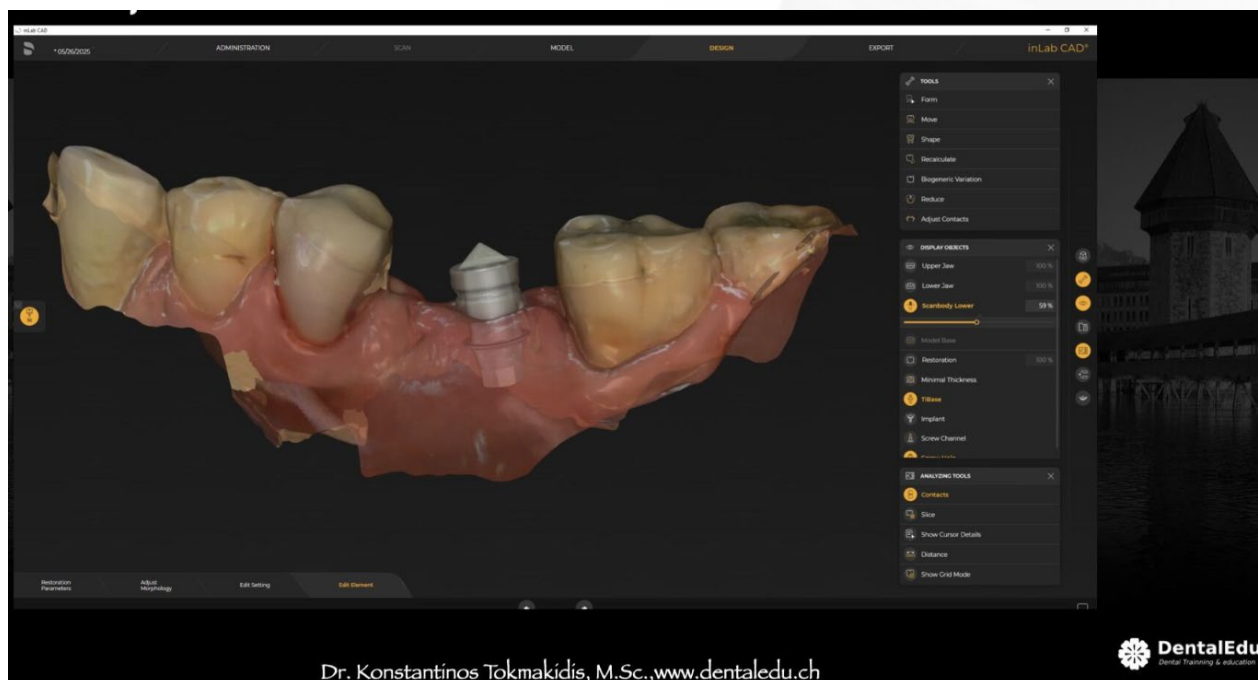 inLab CAD
* 05/26/2025
ADMINISTRATION
SCAN
MODEL
DESIGN
EXPORT
inLab CAD®
TOOLS
Form
Move
Shape
Recalculate
Biogeneric Variation
Reduce
Adjust Contacts
DISPLAY OBJECTS
Upper Jaw 100 %
Lower Jaw 100 %
Scanbody Lower 59 %
Model Base
Restoration 100 %
Minimal Thickness
TiBase
Implant
Screw Channel
ANALYZING TOOLS
Contacts
Slice
Show Cursor Details
Distance
Show Grid Mode
Restoration
Parameters
Adjust
Morphology
Edit Setting
Edit Element
Dr. Konstantinos Tokmakidis, M.Sc.,www.dentaledu.ch
DentalEdu
Dental Tranning & education